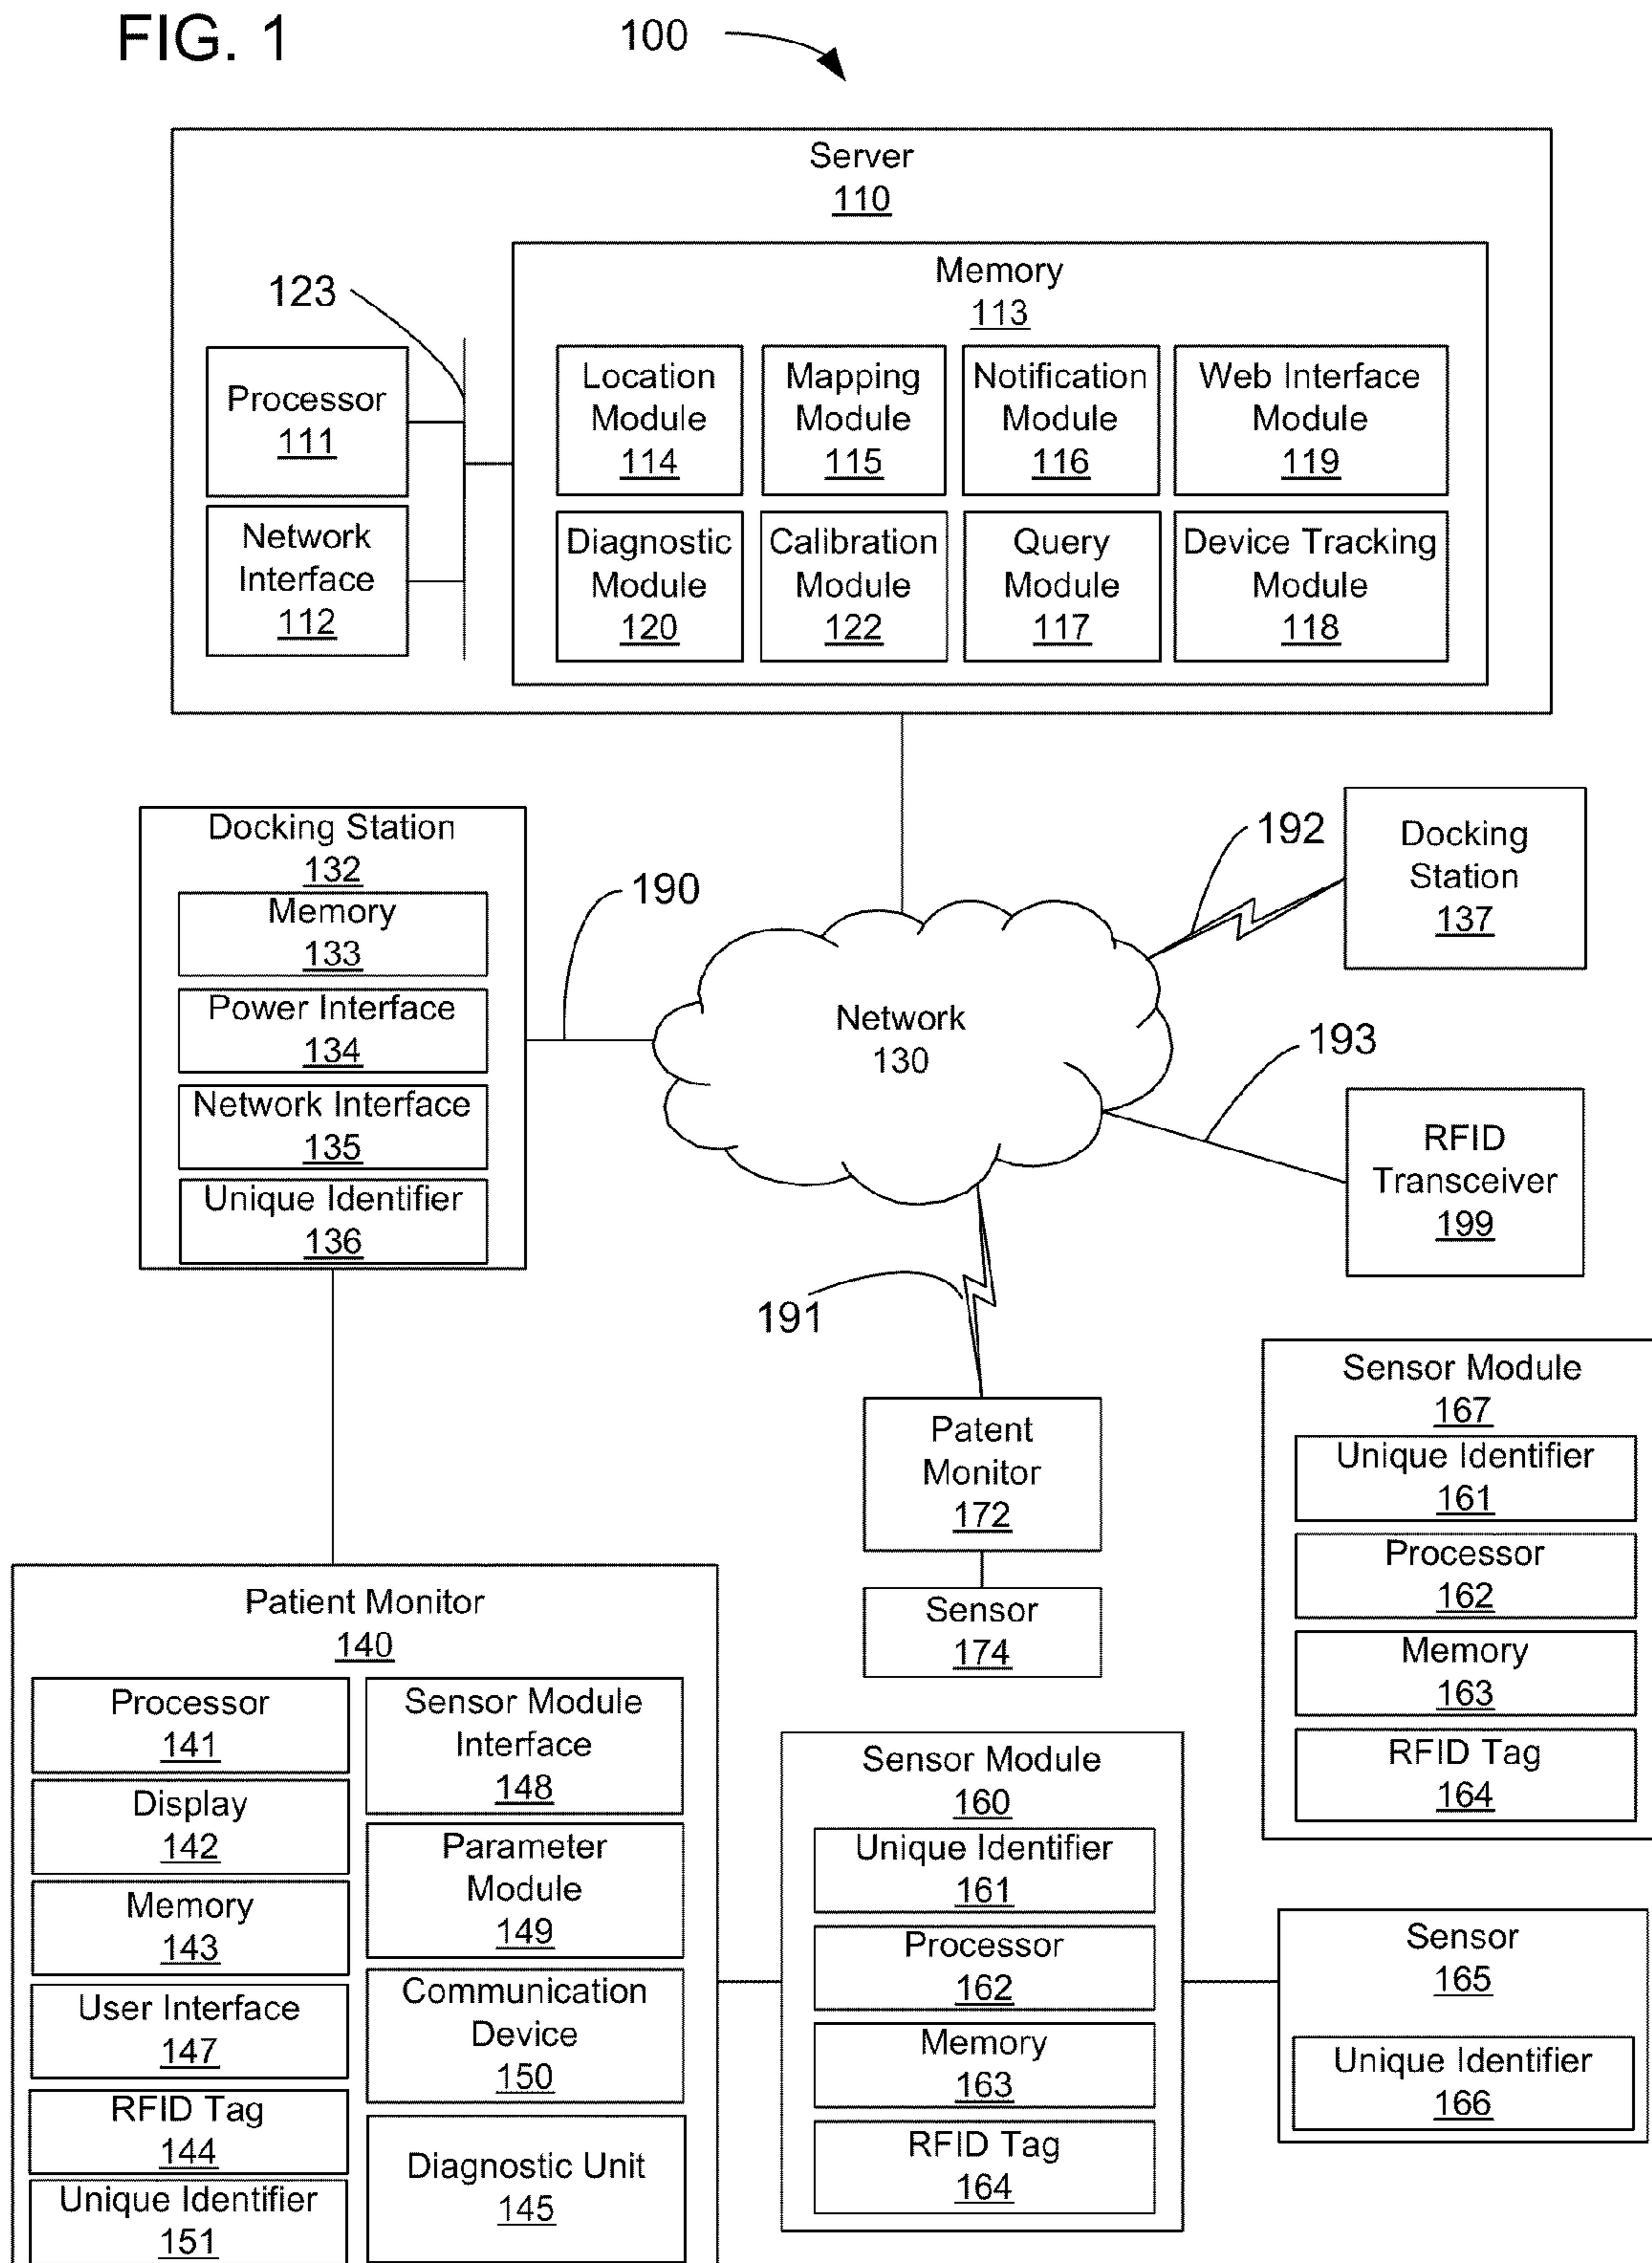 FIG. 1
100
Server
110
123
Memory
113
Processor
111
Network
Interface
112
Location
Module
114
Mapping
Module
115
Notification
Module
116
Web Interface
Module
119
Diagnostic
Module
120
Calibration
Module
122
Query
Module
117
Device Tracking
Module
118
Docking Station
132
Memory
133
Power Interface
134
Network Interface
135
Unique Identifier
136
190
Network
130
192
Docking
Station
137
193
RFID
Transceiver
199
191
Patent
Monitor
172
Sensor
174
Sensor Module
167
Unique Identifier
161
Processor
162
Memory
163
RFID Tag
164
Patient Monitor
140
Processor
141
Display
142
Memory
143
User Interface
147
RFID Tag
144
Unique Identifier
151
Sensor Module
Interface
148
Parameter
Module
149
Communication
Device
150
Diagnostic Unit
145
Sensor Module
160
Unique Identifier
161
Processor
162
Memory
163
RFID Tag
164
Sensor
165
Unique Identifier
166